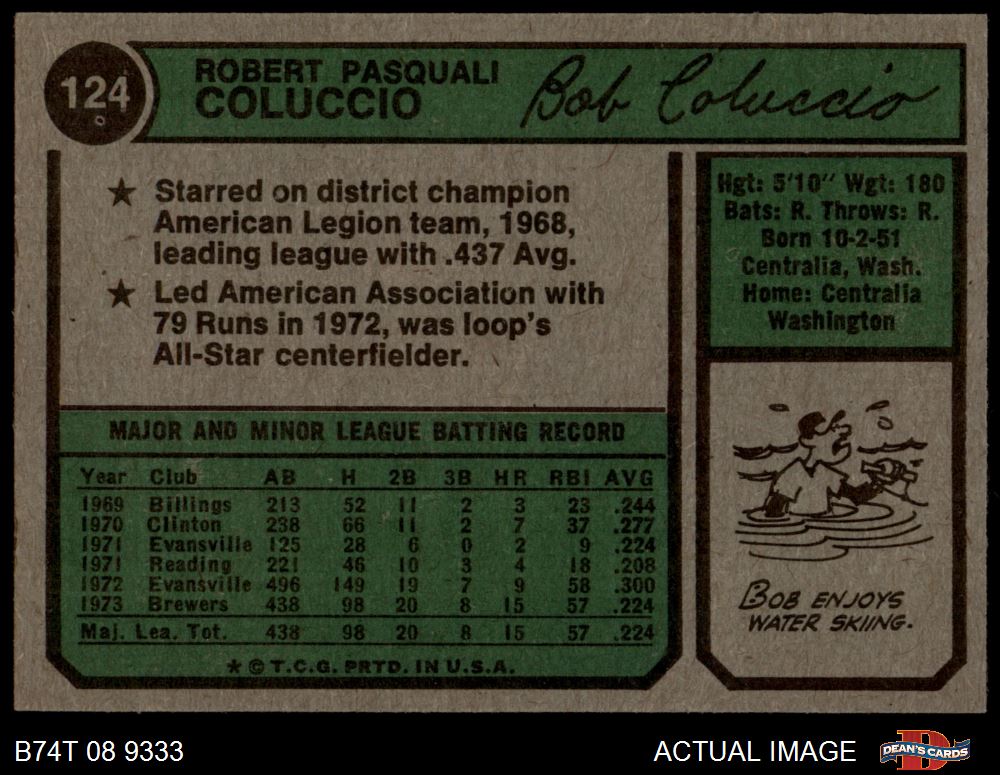 124
ROBERT PASQUALI
COLUCCIO
Bob Coluccio
★ Starred on district champion
American Legion team, 1968,
leading league with .437 Avg.
★ Led American Association with
79 Runs in 1972, was loop's
All-Star centerfielder.
Hgt: 5'10" Wgt: 180
Bats: R. Throws: R.
Born 10-2-51
Centralia, Wash.
Home: Centralia
Washington
MAJOR AND MINOR LEAGUE BATTING RECORD
Year Club AB H 2B 3B HR RBI AVG
1969 Billings 213 52 11 2 3 23 .244
1970 Clinton 238 66 11 2 7 37 .277
1971 Evansville 125 28 6 0 2 9 .224
1971 Reading 221 46 10 3 4 18 .208
1972 Evansville 496 149 19 7 9 58 .300
1973 Brewers 438 98 20 8 15 57 .224
Maj. Lea. Tot. 438 98 20 8 15 57 .224
★ © T.C.G. PRTD. IN U.S.A.
BOB ENJOYS
WATER SKIING.
B74T 08 9333
ACTUAL IMAGE
DEAN'S CARDS